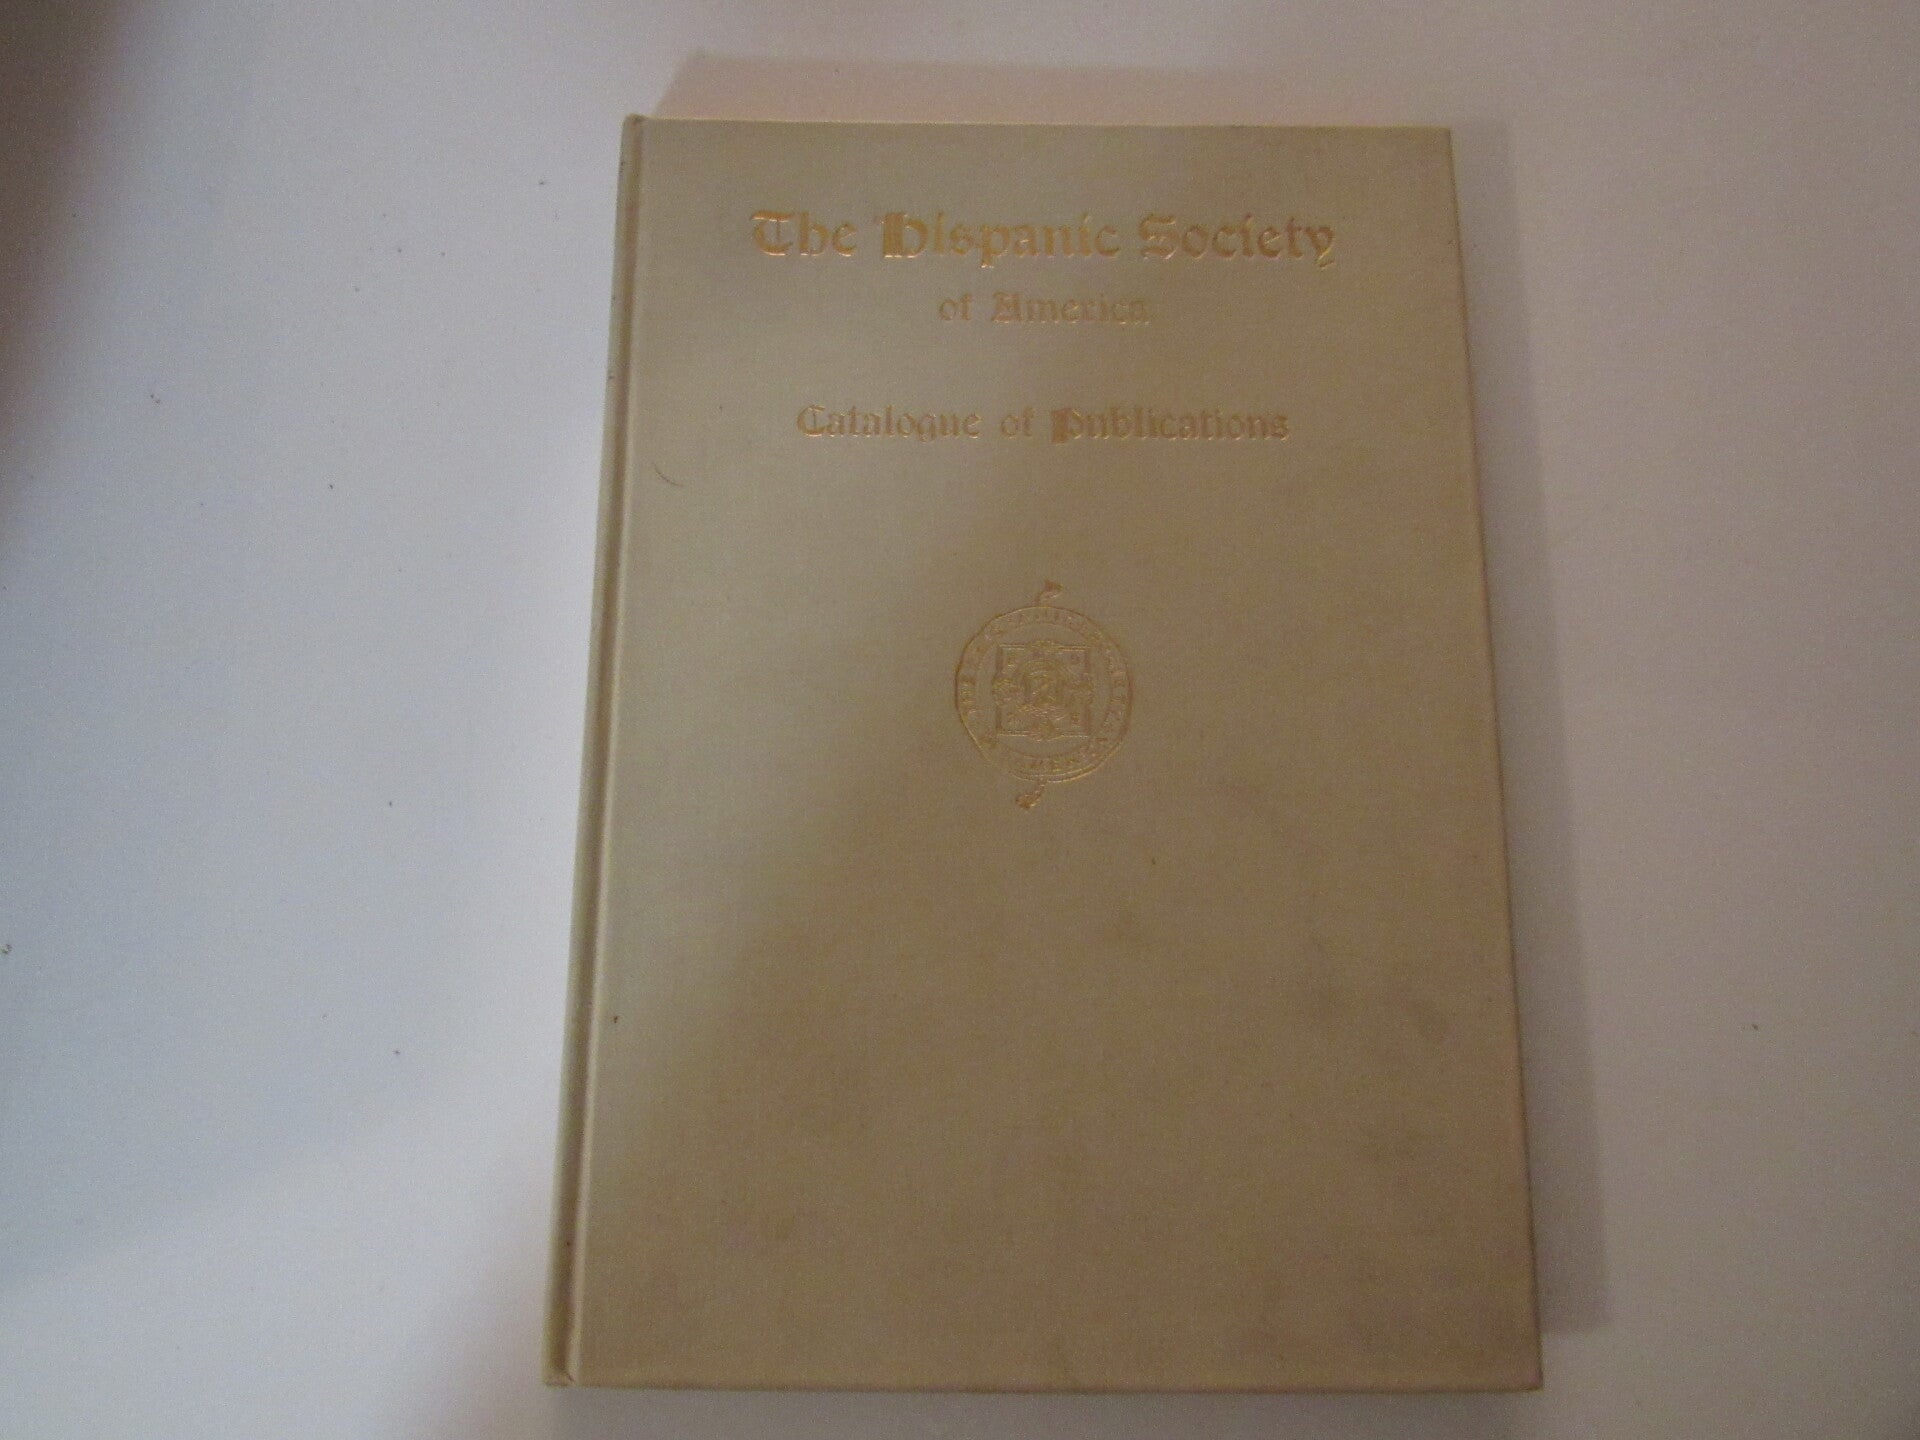 The Hispanic Society
of America
Catalogue of Publications